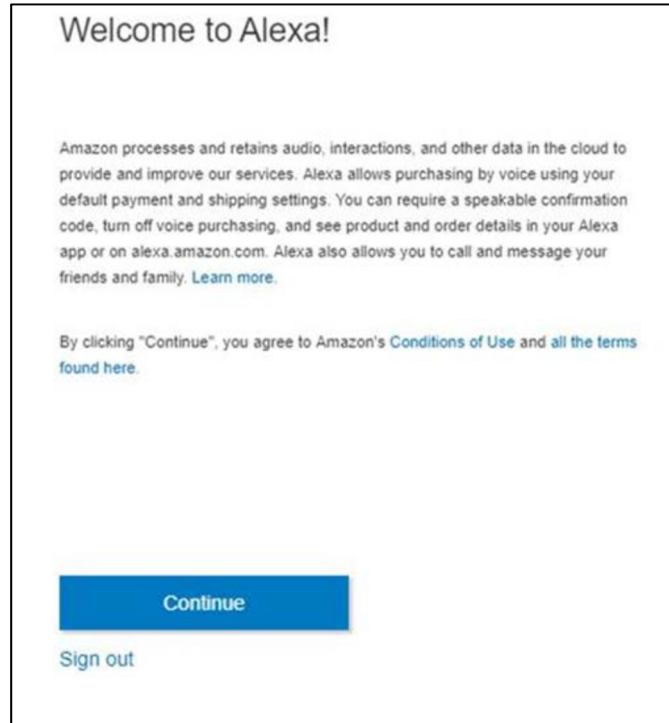 Welcome to Alexa!
Amazon processes and retains audio, interactions, and other data in the cloud to
provide and improve our services. Alexa allows purchasing by voice using your
default payment and shipping settings. You can require a speakable confirmation
code, turn off voice purchasing, and see product and order details in your Alexa
app or on alexa.amazon.com. Alexa also allows you to call and message your
friends and family. Learn more.
By clicking "Continue", you agree to Amazon's Conditions of Use and all the terms
found here.
Continue
Sign out